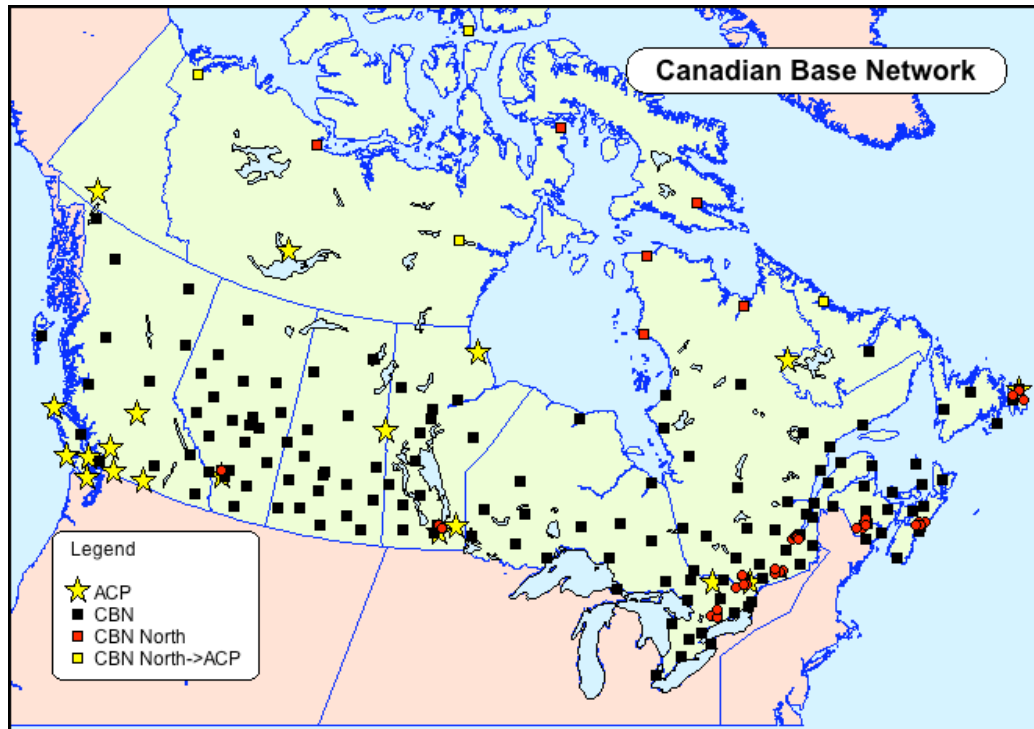 Canadian Base Network
Legend
ACP
CBN
CBN North
CBN North->ACP